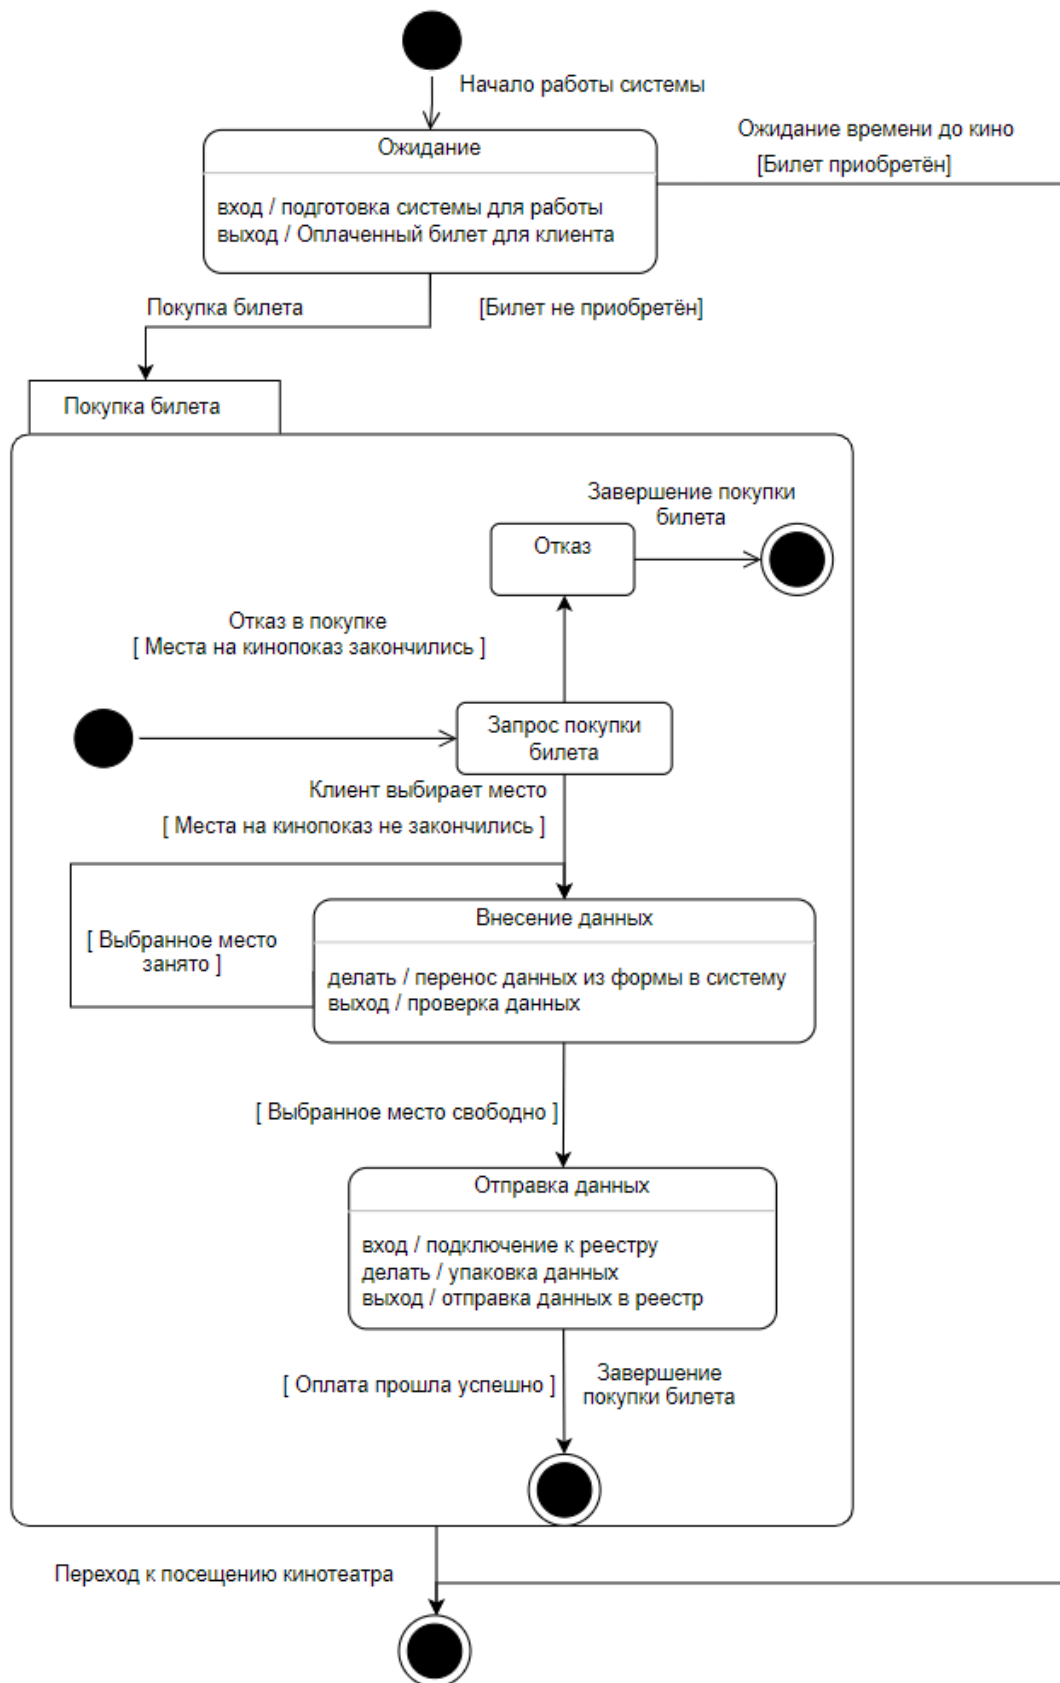 Начало работы системы
Ожидание времени до кино
[Билет приобретён]
Ожидание
вход / подготовка системы для работы
выход / Оплаченный билет для клиента
Покупка билета
[Билет не приобретён]
Покупка билета
Завершение покупки
билета
Отказ
Отказ в покупке
[ Места на кинопоказ закончились ]
Запрос покупки
билета
Клиент выбирает место
[ Места на кинопоказ не закончились ]
Внесение данных
[ Выбранное место
занято ]
делать / перенос данных из формы в систему
выход / проверка данных
[ Выбранное место свободно ]
Отправка данных
вход / подключение к реестру
делать / упаковка данных
выход / отправка данных в реестр
[ Оплата прошла успешно ]
Завершение
покупки билета
Переход к посещению кинотеатра